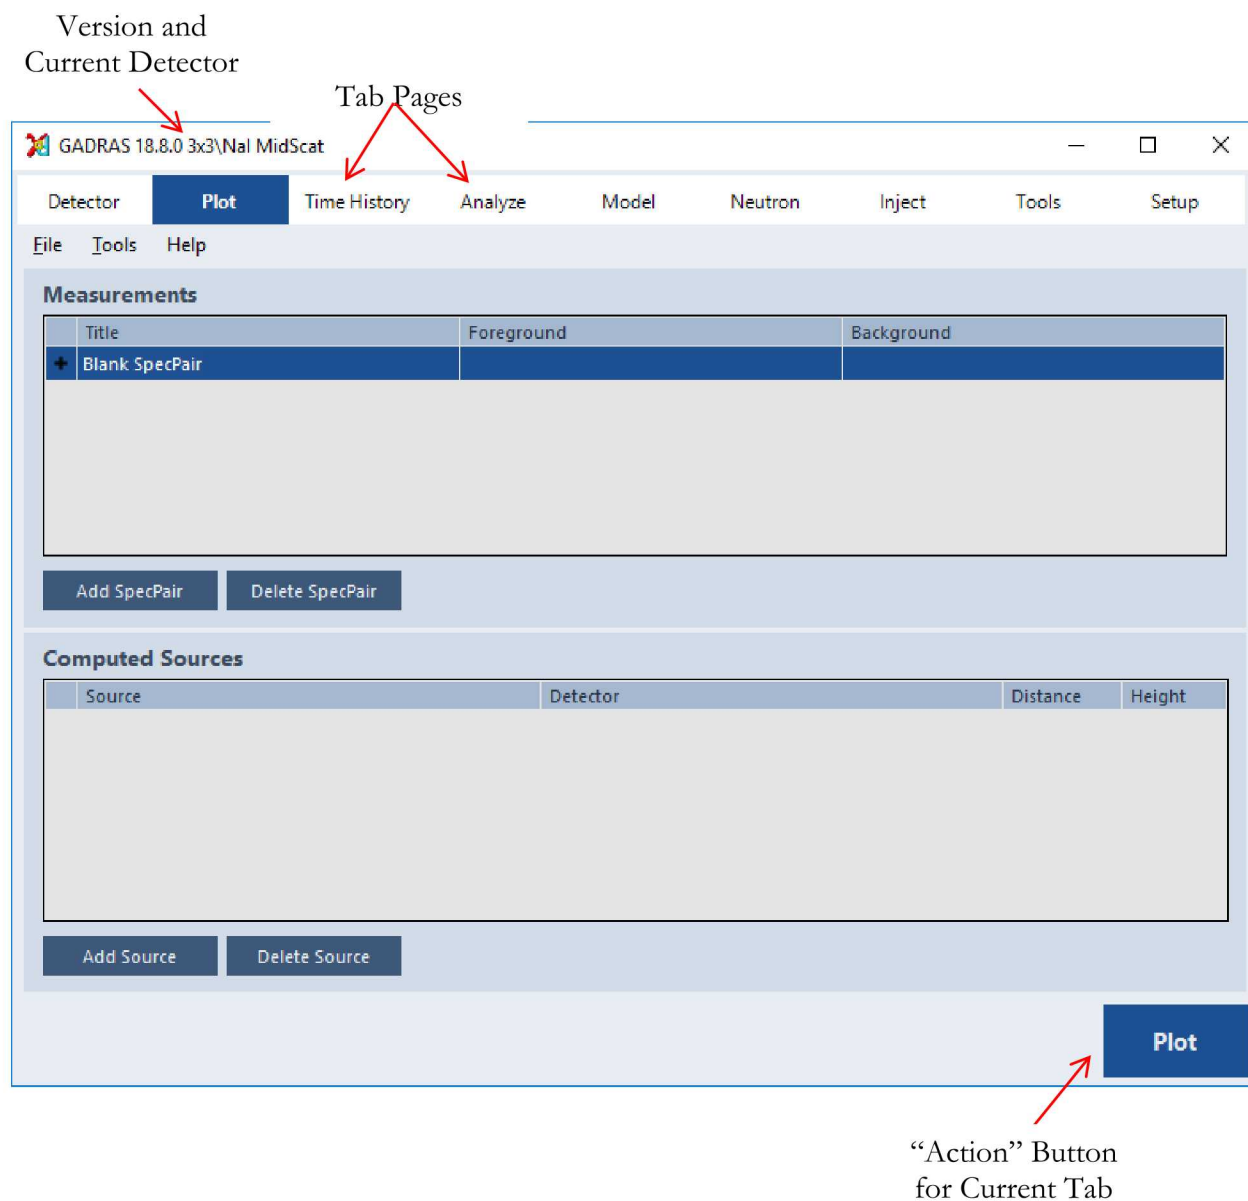 Version and
Current Detector
Tab Pages
GADRAS 18.8.0 3x3\NaI MidScat
Detector Plot Time History Analyze Model Neutron Inject Tools Setup
File Tools Help
Measurements
Title Foreground Background
Blank SpecPair
Add SpecPair Delete SpecPair
Computed Sources
Source Detector Distance Height
Add Source Delete Source
Plot
“Action” Button
for Current Tab